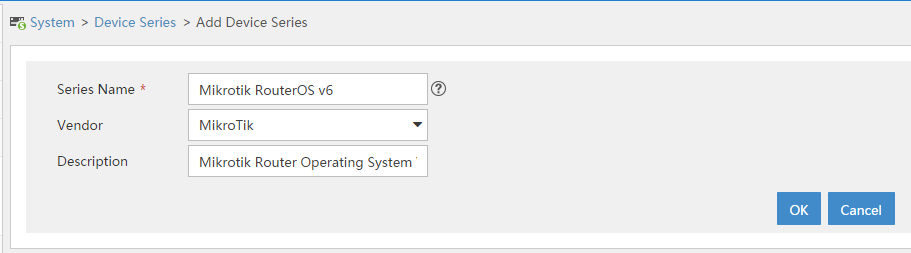 System > Device Series > Add Device Series
Series Name * Mikrotik RouterOS v6 ?
Vendor MikroTik
Description Mikrotik Router Operating System
OK Cancel